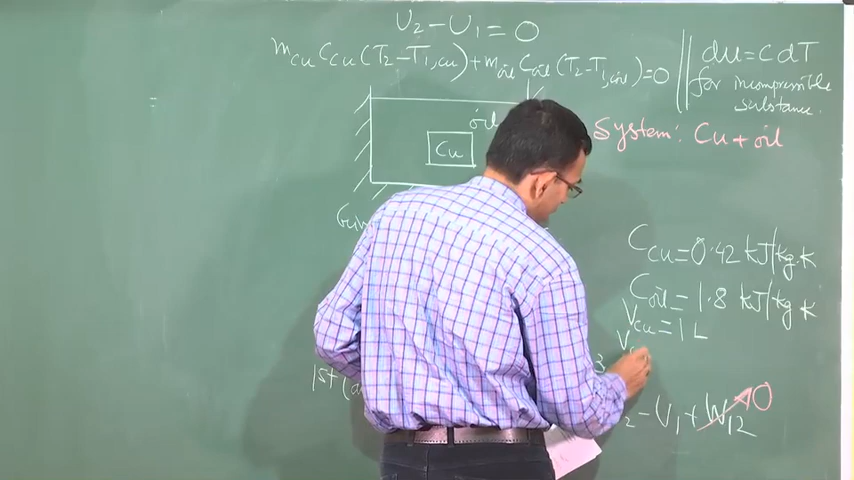 U₂ - U₁ = 0
m_cu C_cu (T₂ - T₁,cu) + m_oil C_oil (T₂ - T₁,oil) = 0
du = C dT
for incompressible
substance.
System: Cu + oil
oil
Cu
C_cu = 0.42 kJ/kg.K
C_oil = 1.8 kJ/kg K
V_cu = 1 L
V
3
1st
2 - U₁ + W₁₂ 0